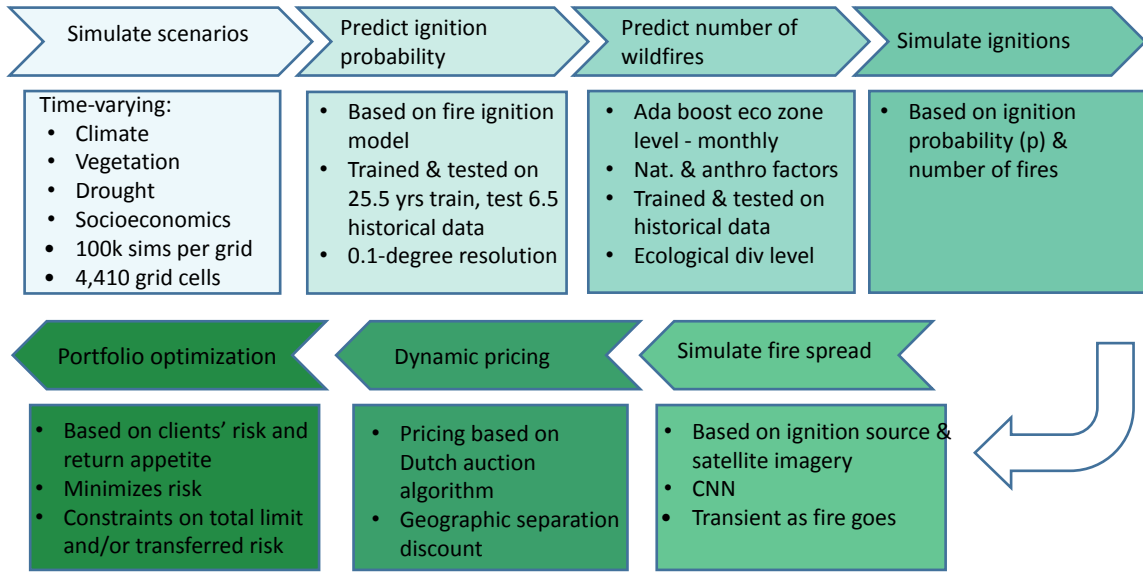 Simulate scenarios
Time-varying:
• Climate
• Vegetation
• Drought
• Socioeconomics
• 100k sims per grid
• 4,410 grid cells
Predict ignition
probability
• Based on fire ignition
model
• Trained & tested on
25.5 yrs train, test 6.5
historical data
• 0.1-degree resolution
Predict number of
wildfires
• Ada boost eco zone
level - monthly
• Nat. & anthro factors
• Trained & tested on
historical data
• Ecological div level
Simulate ignitions
• Based on ignition
probability (p) &
number of fires
Simulate fire spread
• Based on ignition source &
satellite imagery
• CNN
• Transient as fire goes
Dynamic pricing
• Pricing based on
Dutch auction
algorithm
• Geographic separation
discount
Portfolio optimization
• Based on clients’ risk and
return appetite
• Minimizes risk
• Constraints on total limit
and/or transferred risk